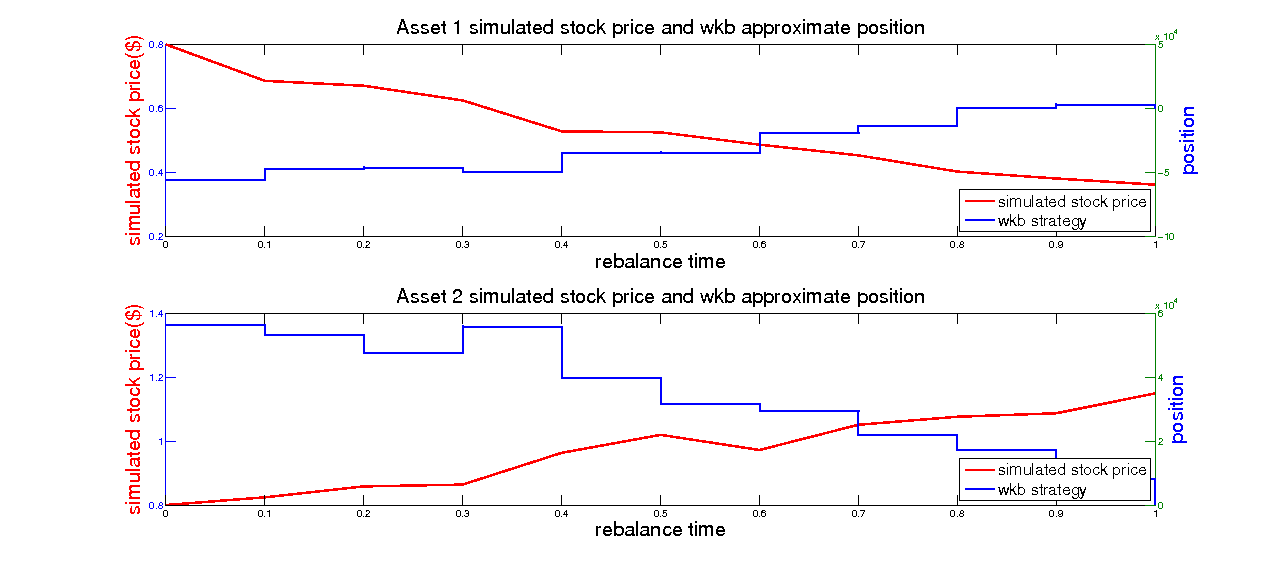 Asset 1 simulated stock price and wkb approximate position
x 10^4
simulated stock price($)
0.8
0.6
0.4
0.2
5
0
-5
-10
position
simulated stock price
wkb strategy
0 0.1 0.2 0.3 0.4 0.5 0.6 0.7 0.8 0.9 1
rebalance time
Asset 2 simulated stock price and wkb approximate position
x 10^4
simulated stock price($)
1.4
1.2
1
0.8
6
4
2
0
position
simulated stock price
wkb strategy
0 0.1 0.2 0.3 0.4 0.5 0.6 0.7 0.8 0.9 1
rebalance time